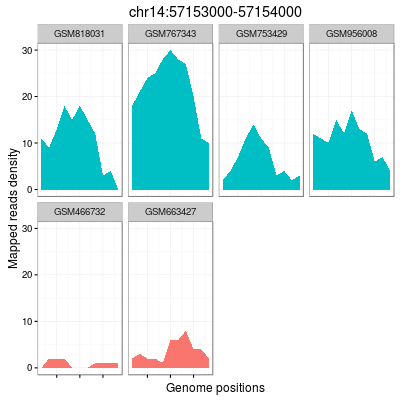 chr14:57153000-57154000
GSM818031 GSM767343 GSM753429 GSM956008
30
20
10
0
GSM466732 GSM663427
30
20
10
0
Mapped reads density
Genome positions